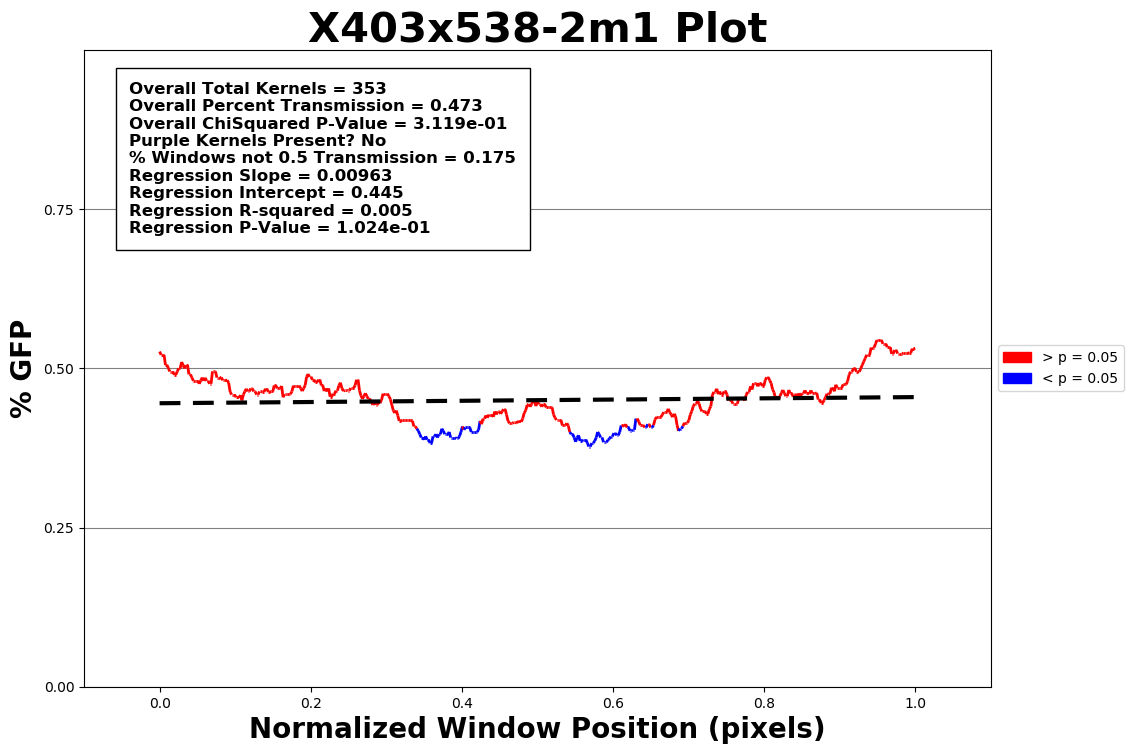 X403x538-2m1 Plot
Overall Total Kernels = 353
Overall Percent Transmission = 0.473
Overall ChiSquared P-Value = 3.119e-01
Purple Kernels Present? No
% Windows not 0.5 Transmission = 0.175
Regression Slope = 0.00963
Regression Intercept = 0.445
Regression R-squared = 0.005
Regression P-Value = 1.024e-01
0.75
0.50
0.25
0.00
% GFP
> p = 0.05
< p = 0.05
0.0 0.2 0.4 0.6 0.8 1.0
Normalized Window Position (pixels)